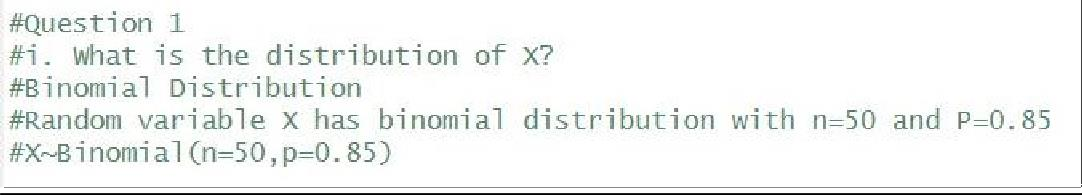 #Question 1
#i. What is the distribution of X?
#Binomial Distribution
#Random variable X has binomial distribution with n=50 and P=0.85
#X~Binomial(n=50,p=0.85)